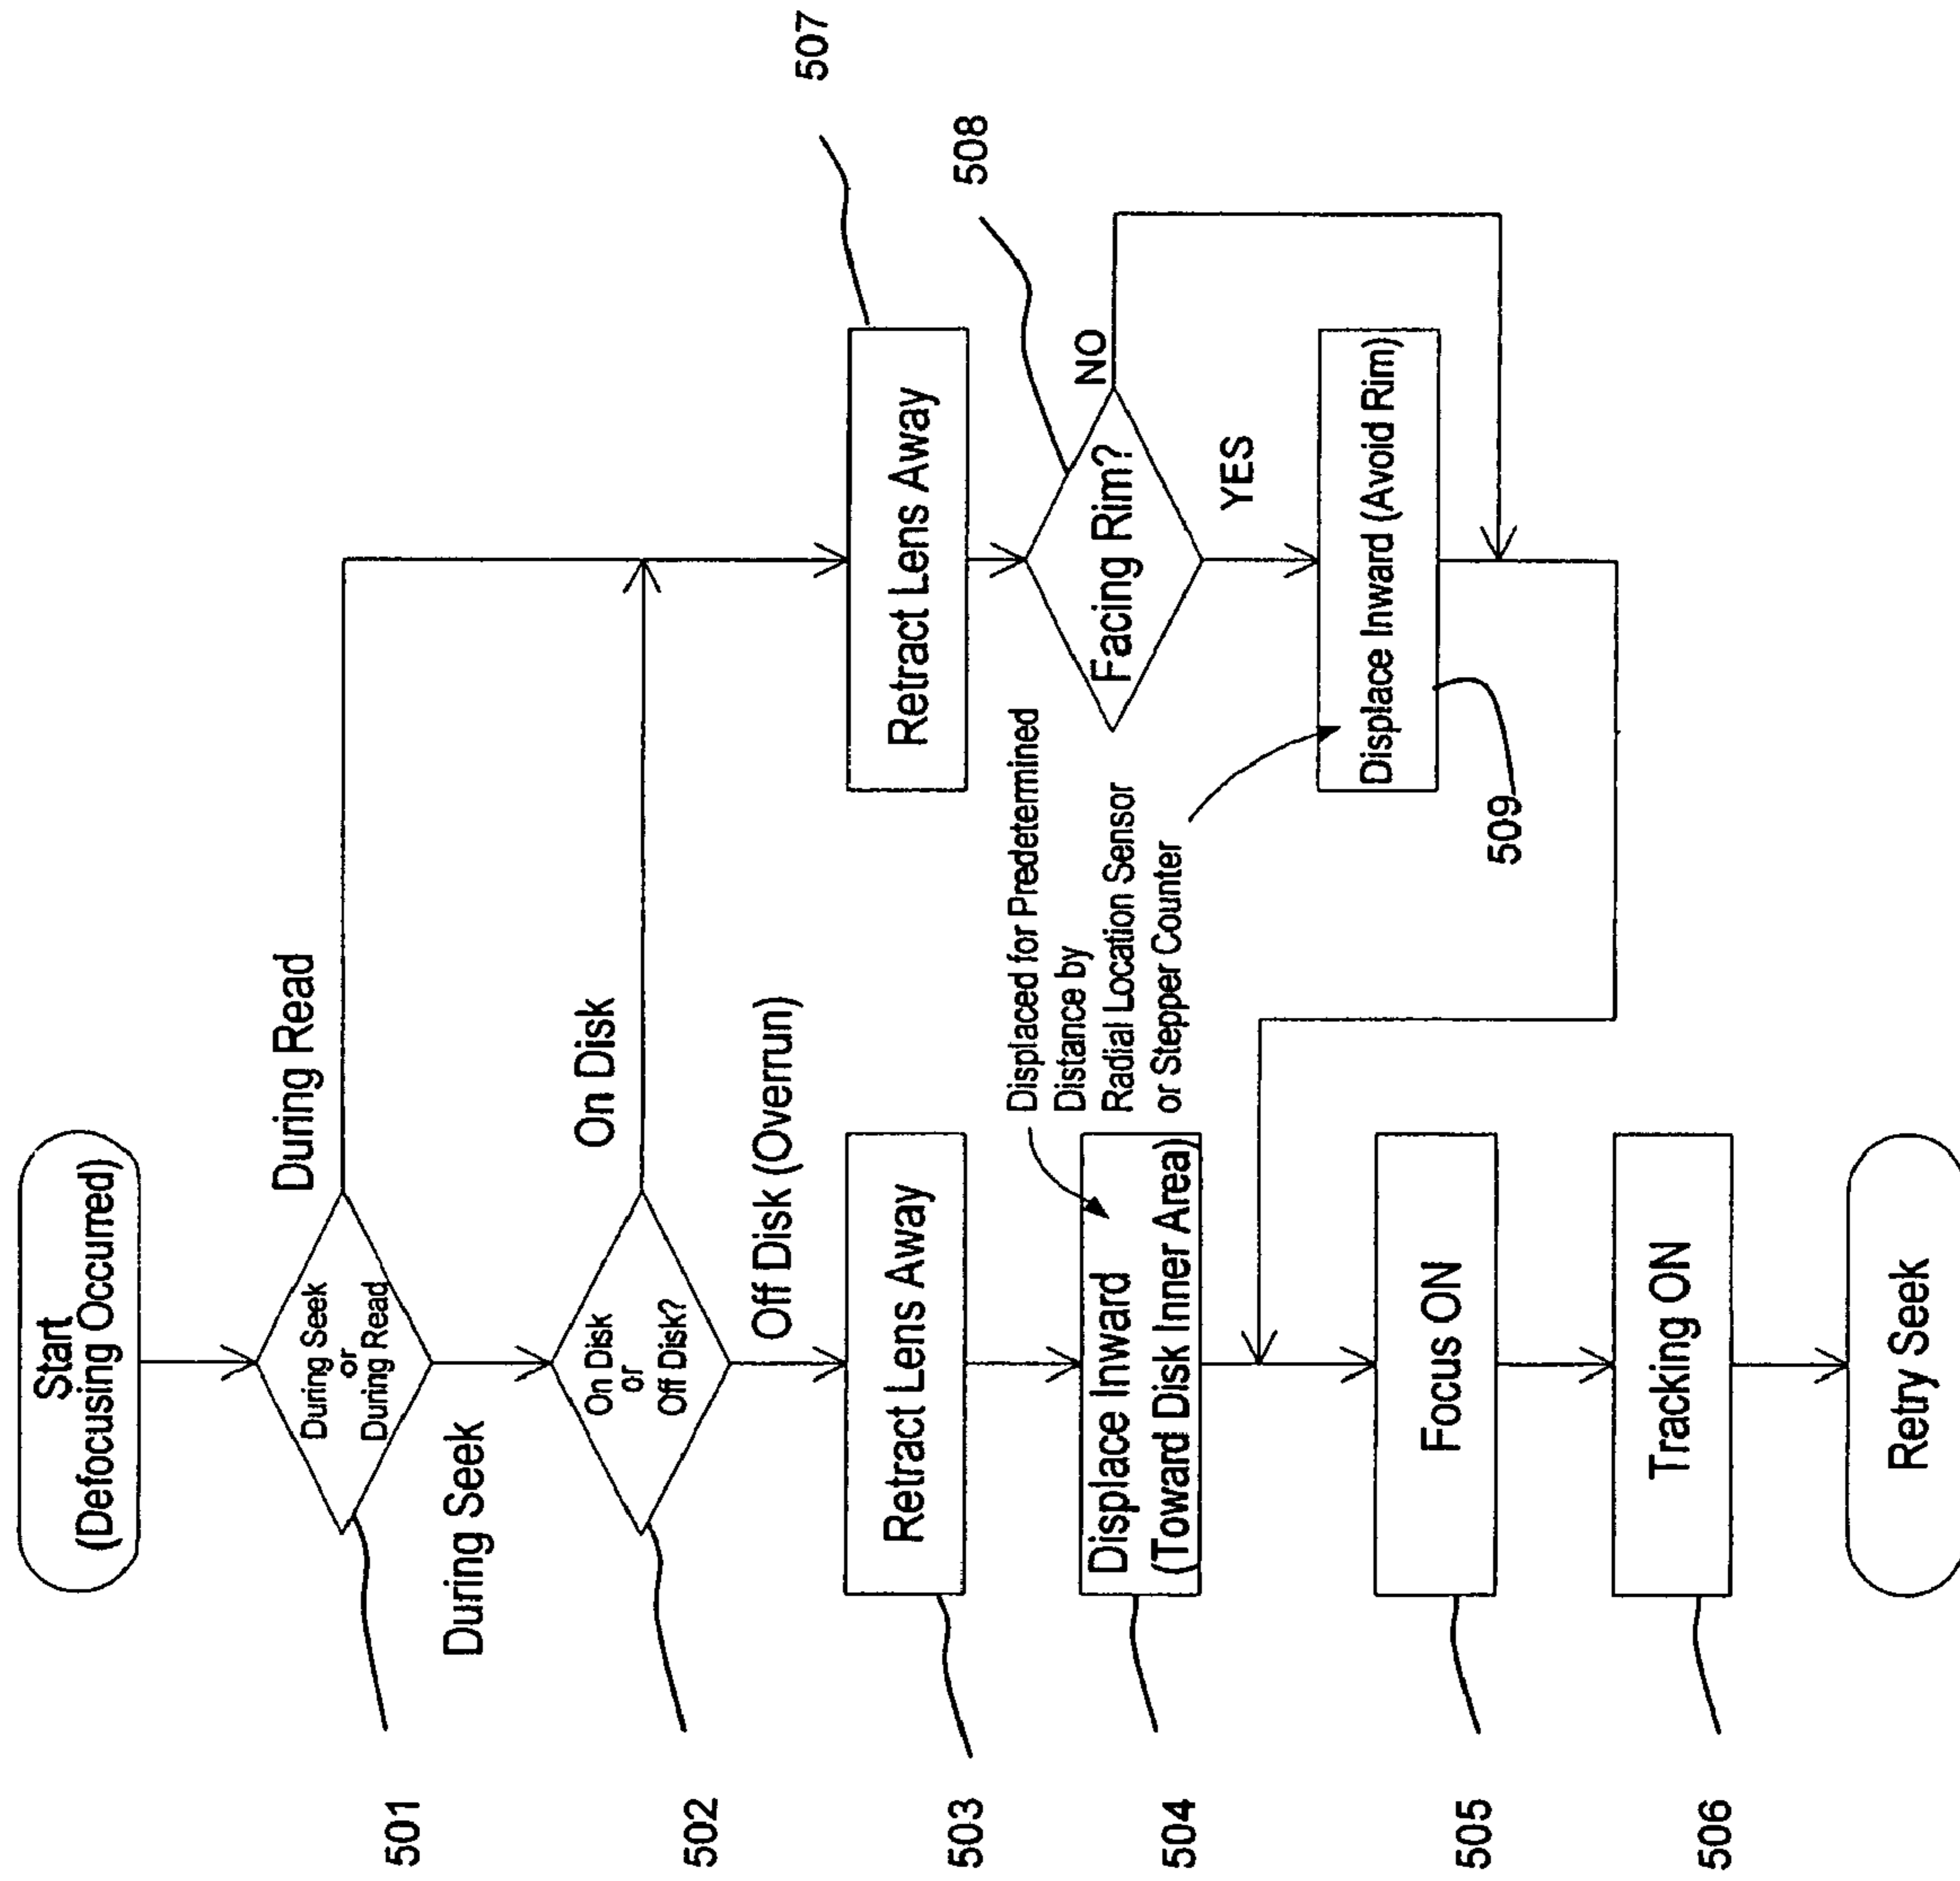 Start
(Defocusing Occurred)
During Seek
or
During Read
501
During Read
During Seek
On Disk
or
Off Disk?
502
On Disk
Off Disk (Overrun)
Retract Lens Away
503
Retract Lens Away
507
Displace Inward
(Toward Disk Inner Area)
504
Displaced for Predetermined
Distance by
Radial Location Sensor
or Stepper Counter
Facing Rim?
508
NO
YES
Displace Inward (Avoid Rim)
509
Focus ON
505
Tracking ON
506
Retry Seek